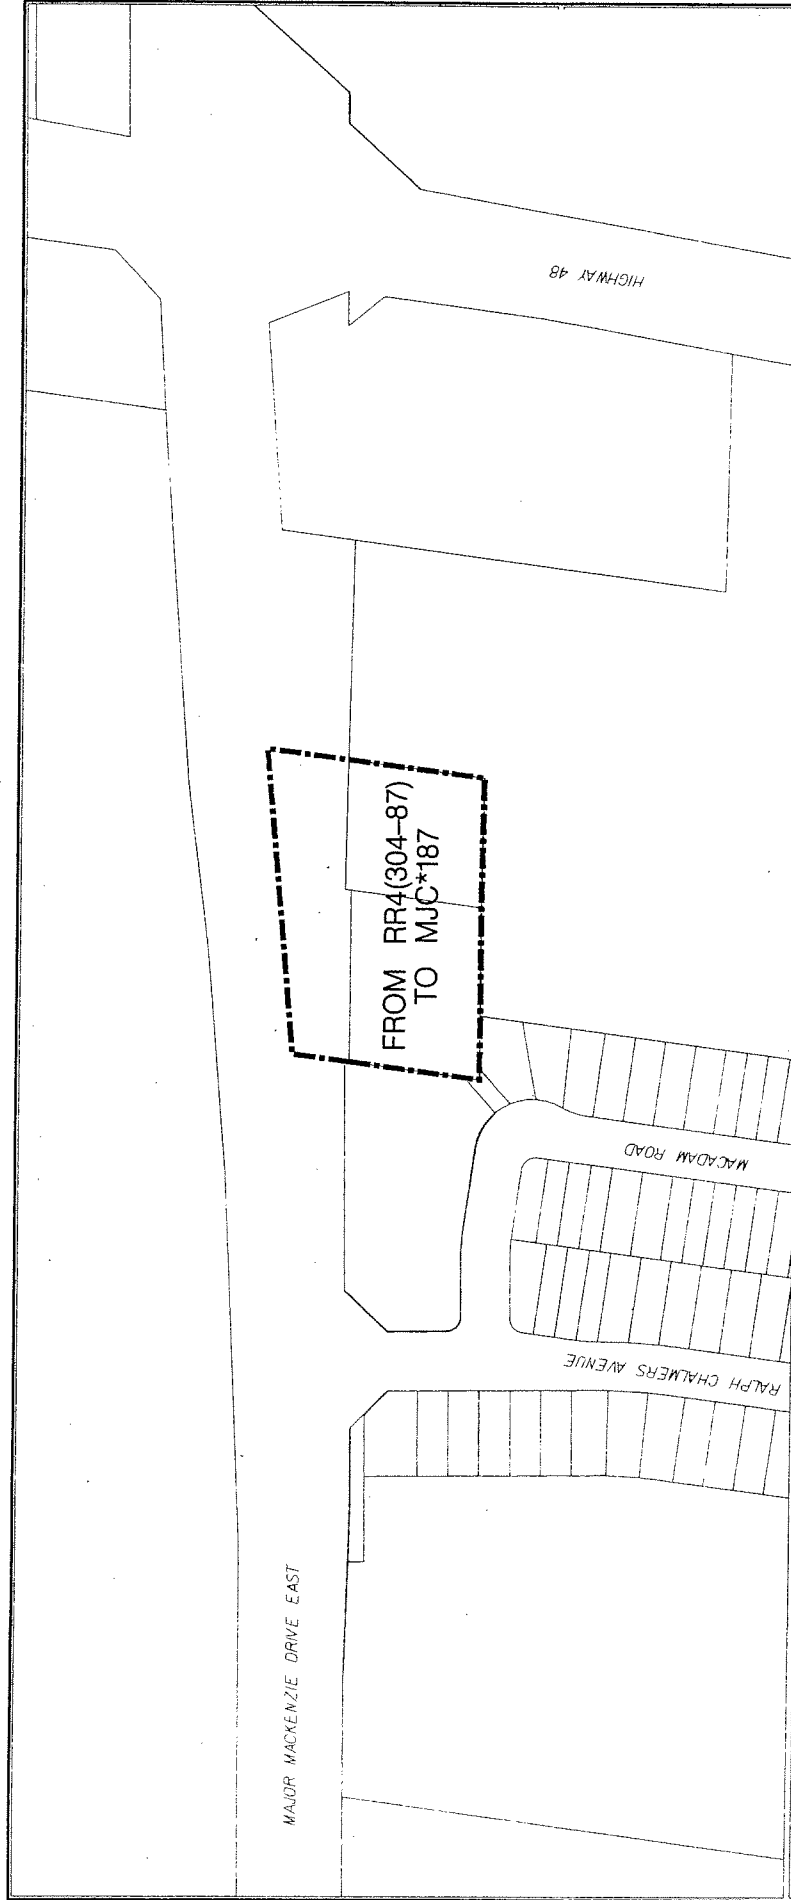 HIGHWAY 48
FROM RR4(304-87)
TO MJC*187
MACADAM ROAD
RALPH CHALMERS AVENUE
MAJOR MACKENZIE DRIVE EAST